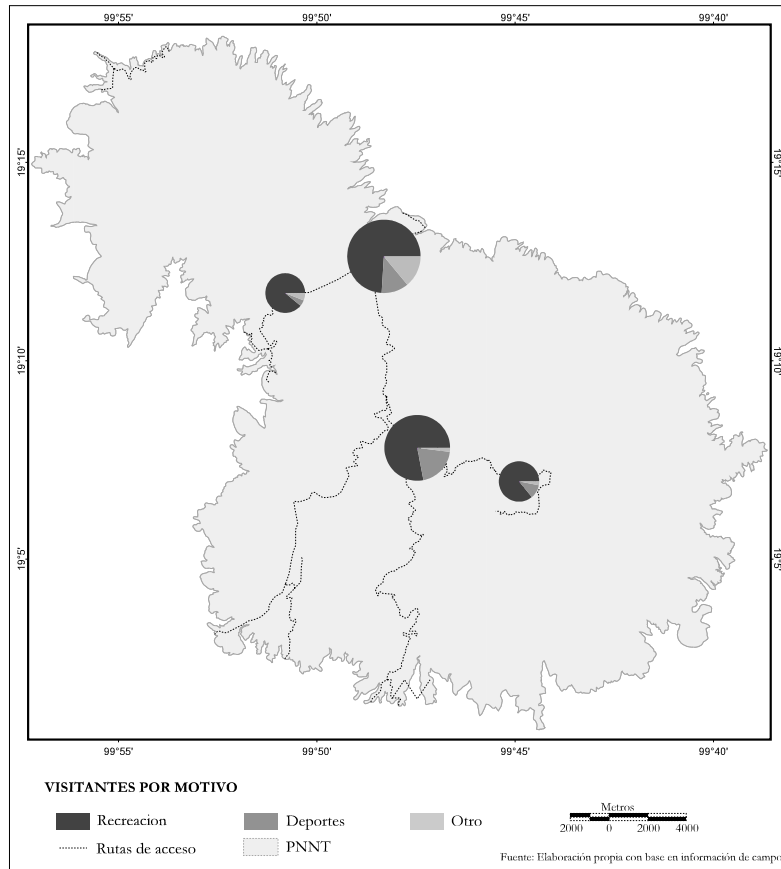 99°55' 99°50' 99°45' 99°40'
19°15' 19°15'
19°10' 19°10'
19°5' 19°5'
99°55' 99°50' 99°45' 99°40'
VISITANTES POR MOTIVO
Recreacion Deportes Otro
Rutas de acceso PNNT
Metros
2000 0 2000 4000
Fuente: Elaboración propia con base en información de campo